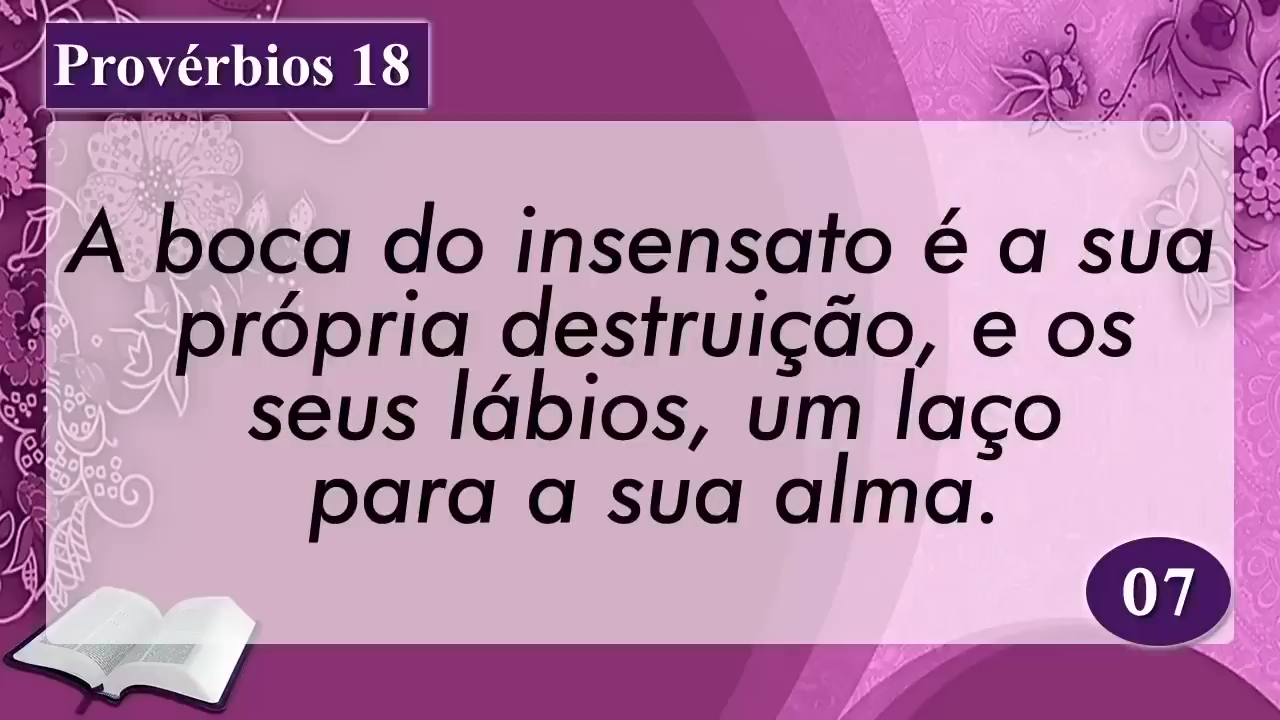 Provérbios 18
A boca do insensato é a sua
própria destruição, e os
seus lábios, um laço
para a sua alma.
07